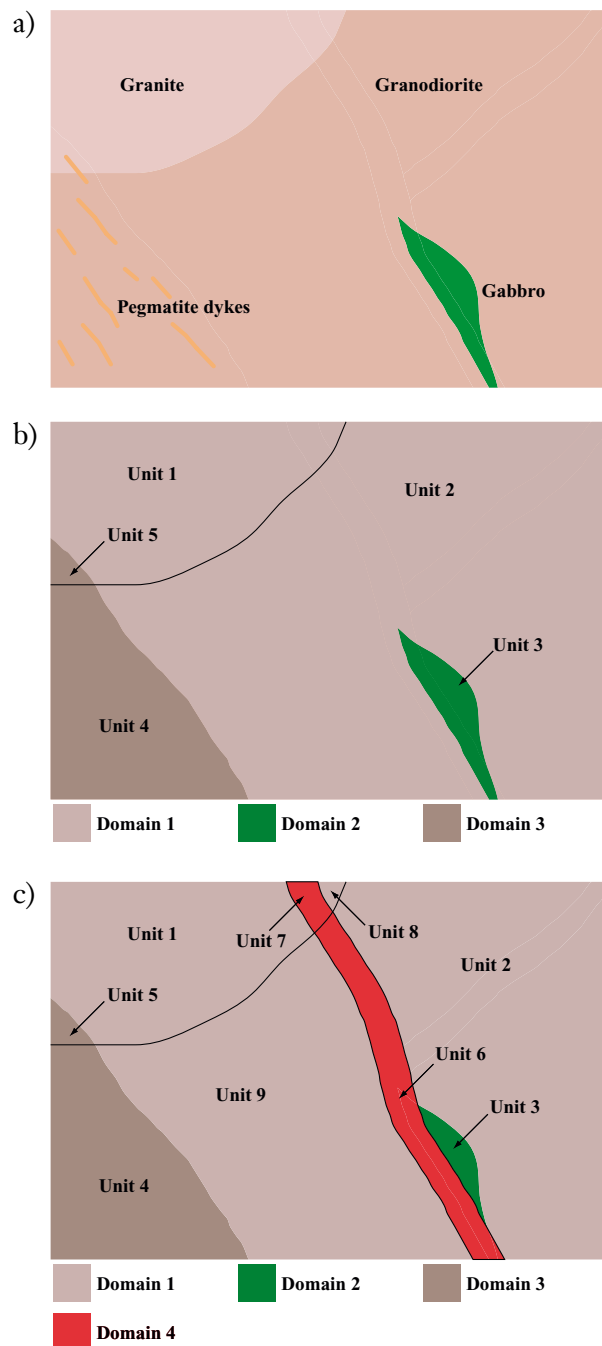 a)
Granite
Granodiorite
Gabbro
Pegmatite dykes
b)
Unit 1
Unit 2
Unit 5
Unit 3
Unit 4
Domain 1
Domain 2
Domain 3
c)
Unit 1
Unit 7
Unit 8
Unit 2
Unit 5
Unit 6
Unit 9
Unit 3
Unit 4
Domain 1
Domain 2
Domain 3
Domain 4